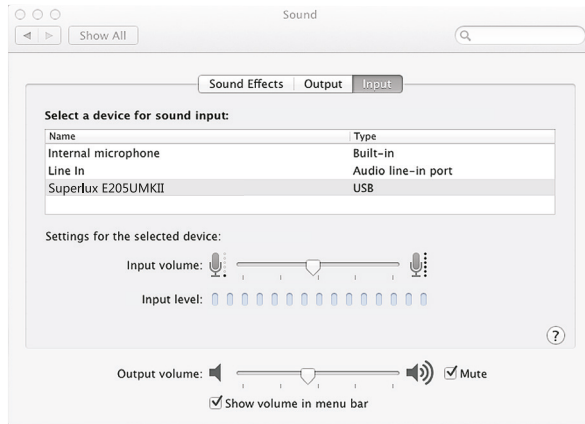 Sound
Show All
Sound Effects Output Input
Select a device for sound input:
Name Type
Internal microphone Built-in
Line In Audio line-in port
Superlux E205UMKII USB
Settings for the selected device:
Input volume:
Input level:
?
Output volume: Mute
Show volume in menu bar